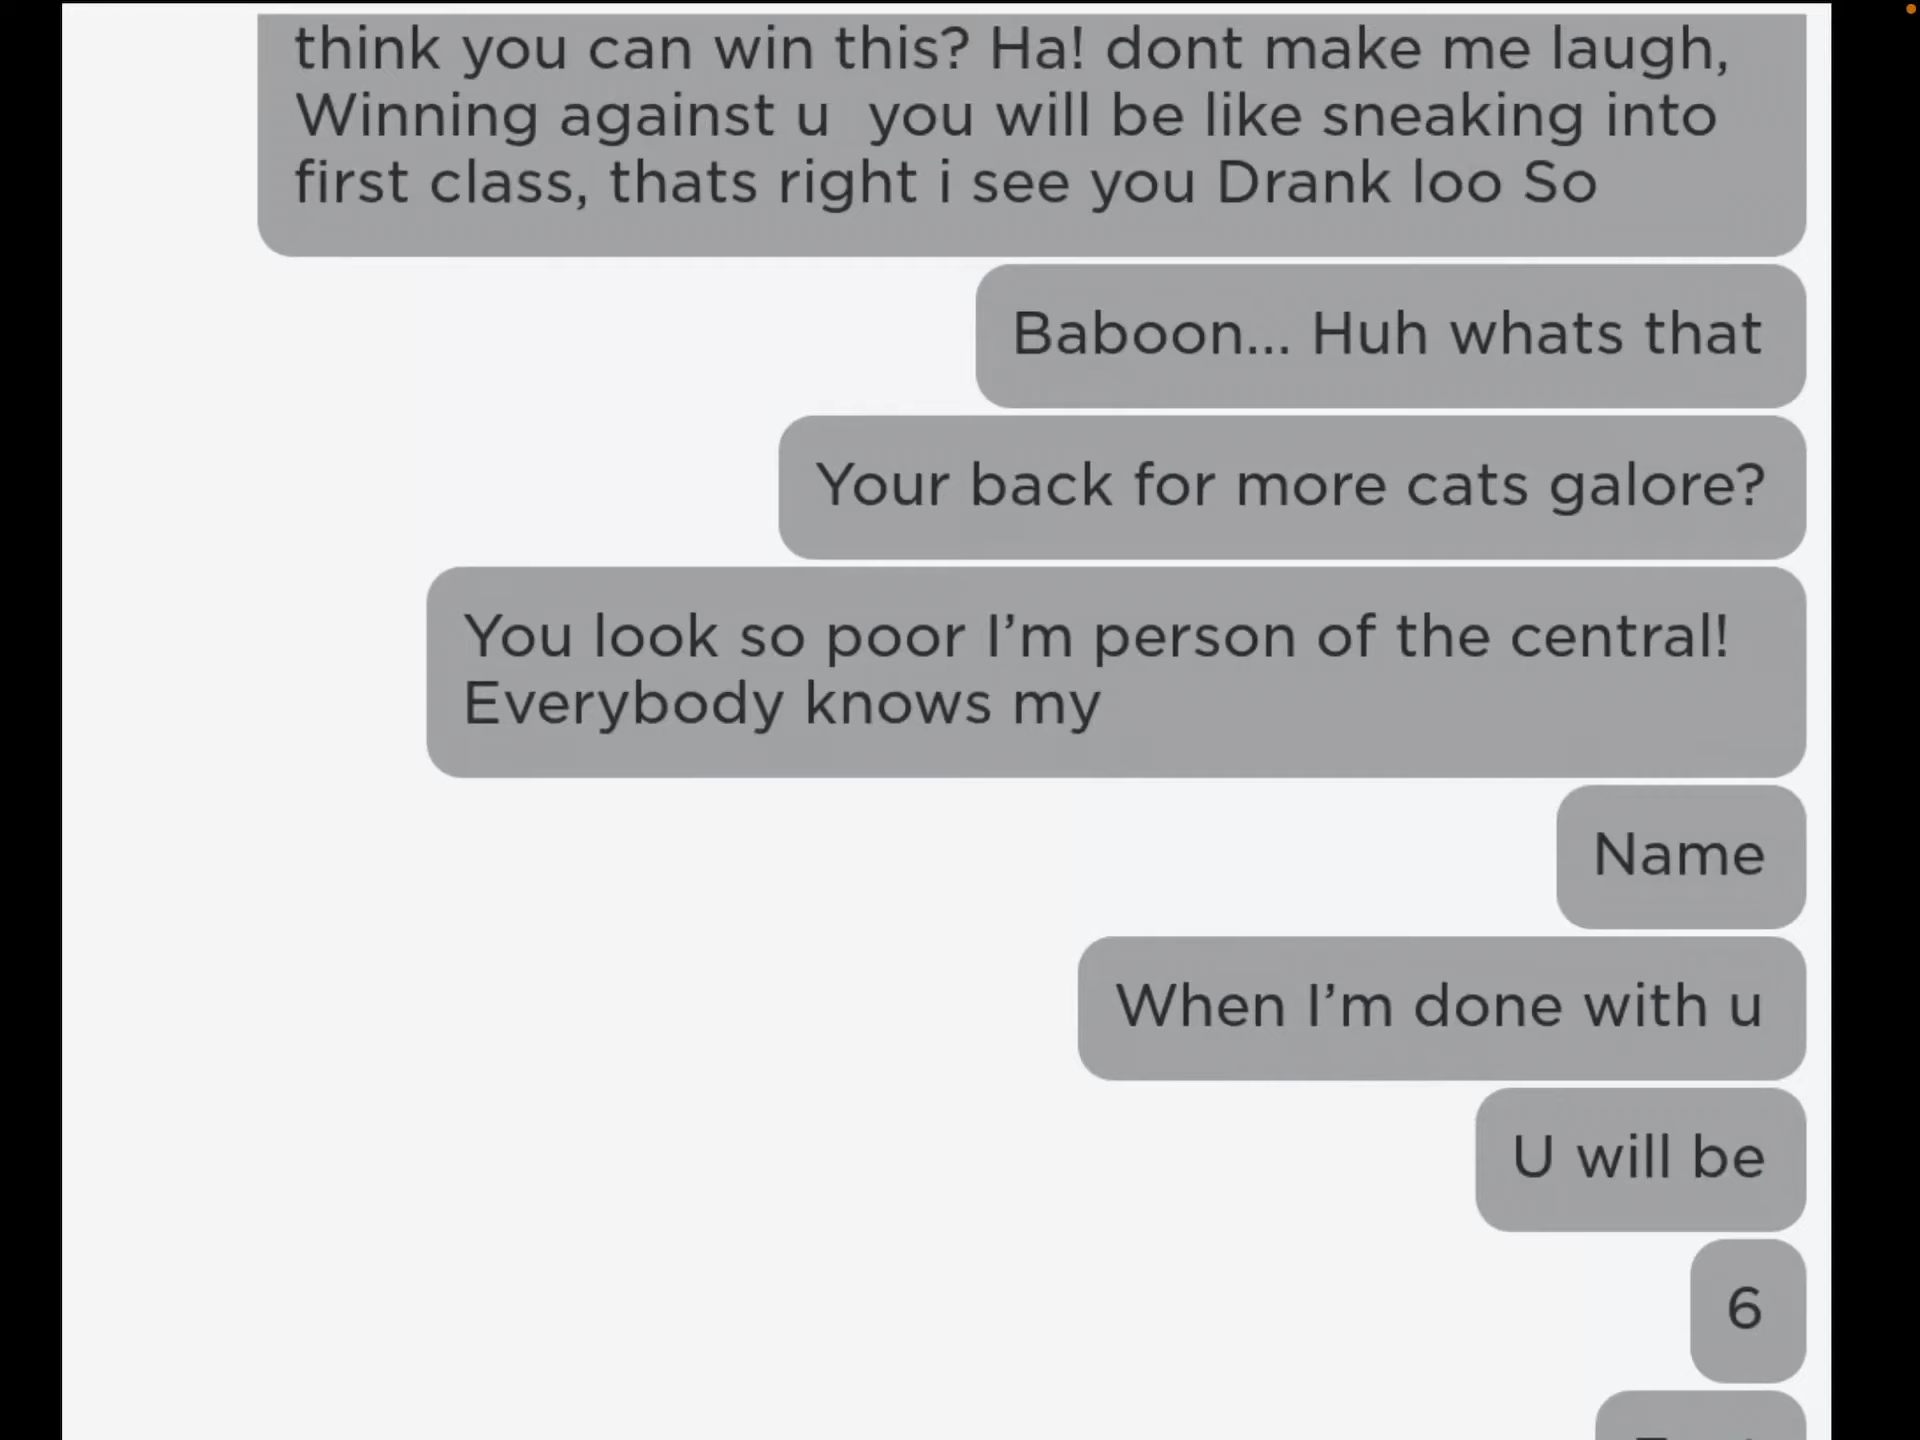 think you can win this? Ha! dont make me laugh,
Winning against u  you will be like sneaking into
first class, thats right i see you Drank loo So
Baboon... Huh whats that
Your back for more cats galore?
You look so poor I’m person of the central!
Everybody knows my
Name
When I’m done with u
U will be
6